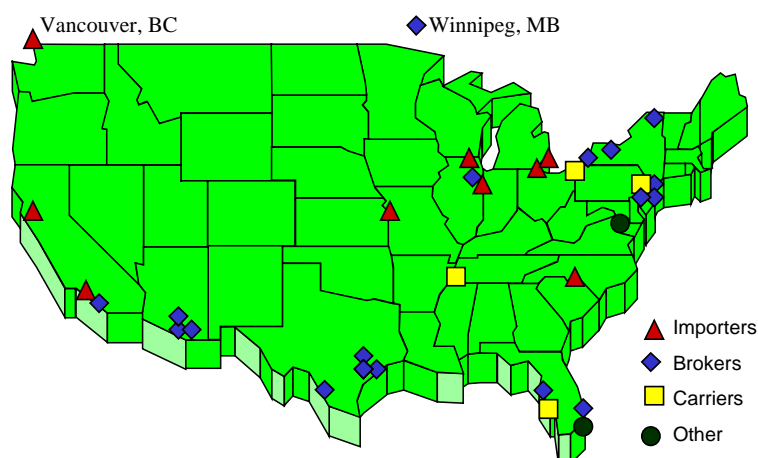 Vancouver, BC
Winnipeg, MB
Importers
Brokers
Carriers
Other